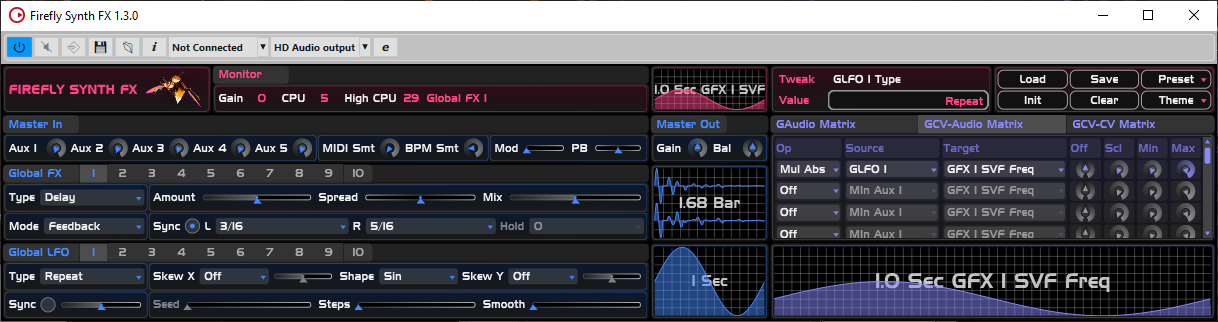 Firefly Synth FX 1.3.0
i Not Connected HD Audio output e
FIREFLY SYNTH FX
Monitor
Gain 0 CPU 5 High CPU 29 Global FX 1
1.0 Sec GFX 1 SVF
Tweak GLFO 1 Type
Value Repeat
Load Save Preset
Init Clear Theme
Master In
Aux 1 Aux 2 Aux 3 Aux 4 Aux 5 MIDI Smt BPM Smt Mod PB
Master Out
Gain Bal
GAudio Matrix GCV-Audio Matrix GCV-CV Matrix
Op Source Target Off Scl Min Max
Mul Abs GLFO 1 GFX 1 SVF Freq
Off Min Aux 1 GFX 1 SVF Freq
Off Min Aux 1 GFX 1 SVF Freq
Off Min Aux 1 GFX 1 SVF Freq
Global FX 1 2 3 4 5 6 7 8 9 10
Type Delay Amount Spread Mix
Mode Feedback Sync L 3/16 R 5/16 Hold 0
1.68 Bar
Global LFO 1 2 3 4 5 6 7 8 9 10
Type Repeat Skew X Off Shape Sin Skew Y Off
Sync Seed Steps Smooth
1 Sec
1.0 Sec GFX 1 SVF Freq